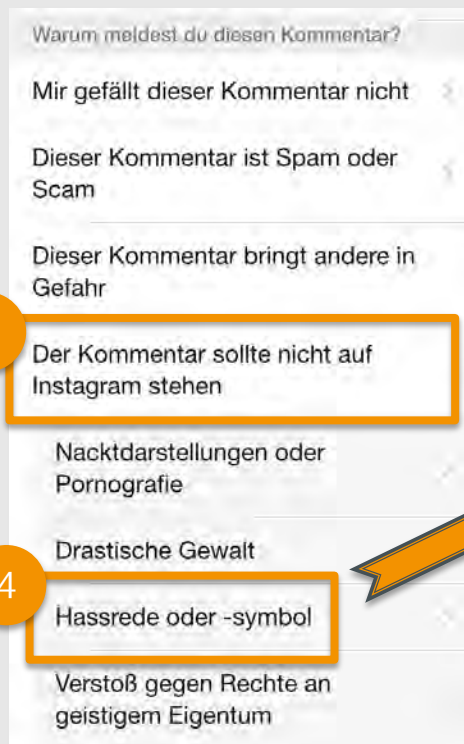 Warum meldest du diesen Kommentar?
Mir gefällt dieser Kommentar nicht
Dieser Kommentar ist Spam oder
Scam
Dieser Kommentar bringt andere in
Gefahr
Der Kommentar sollte nicht auf
Instagram stehen
Nacktdarstellungen oder
Pornografie
Drastische Gewalt
4
Hassrede oder -symbol
Verstoß gegen Rechte an
geistigem Eigentum